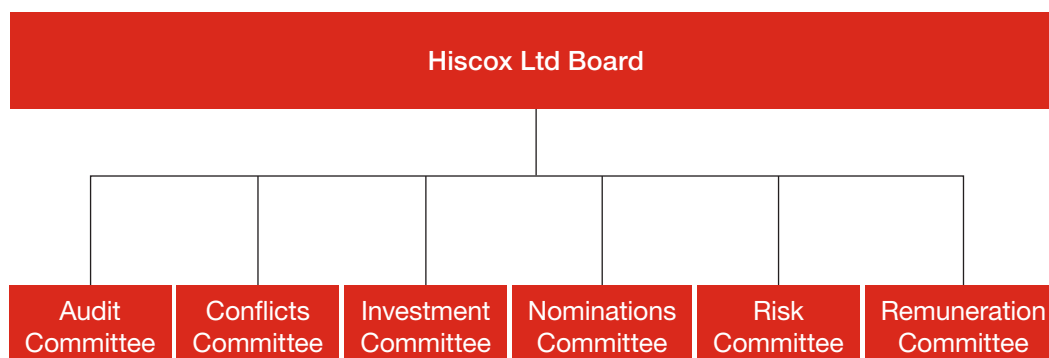 Hiscox Ltd Board
Audit
Committee
Conflicts
Committee
Investment
Committee
Nominations
Committee
Risk
Committee
Remuneration
Committee